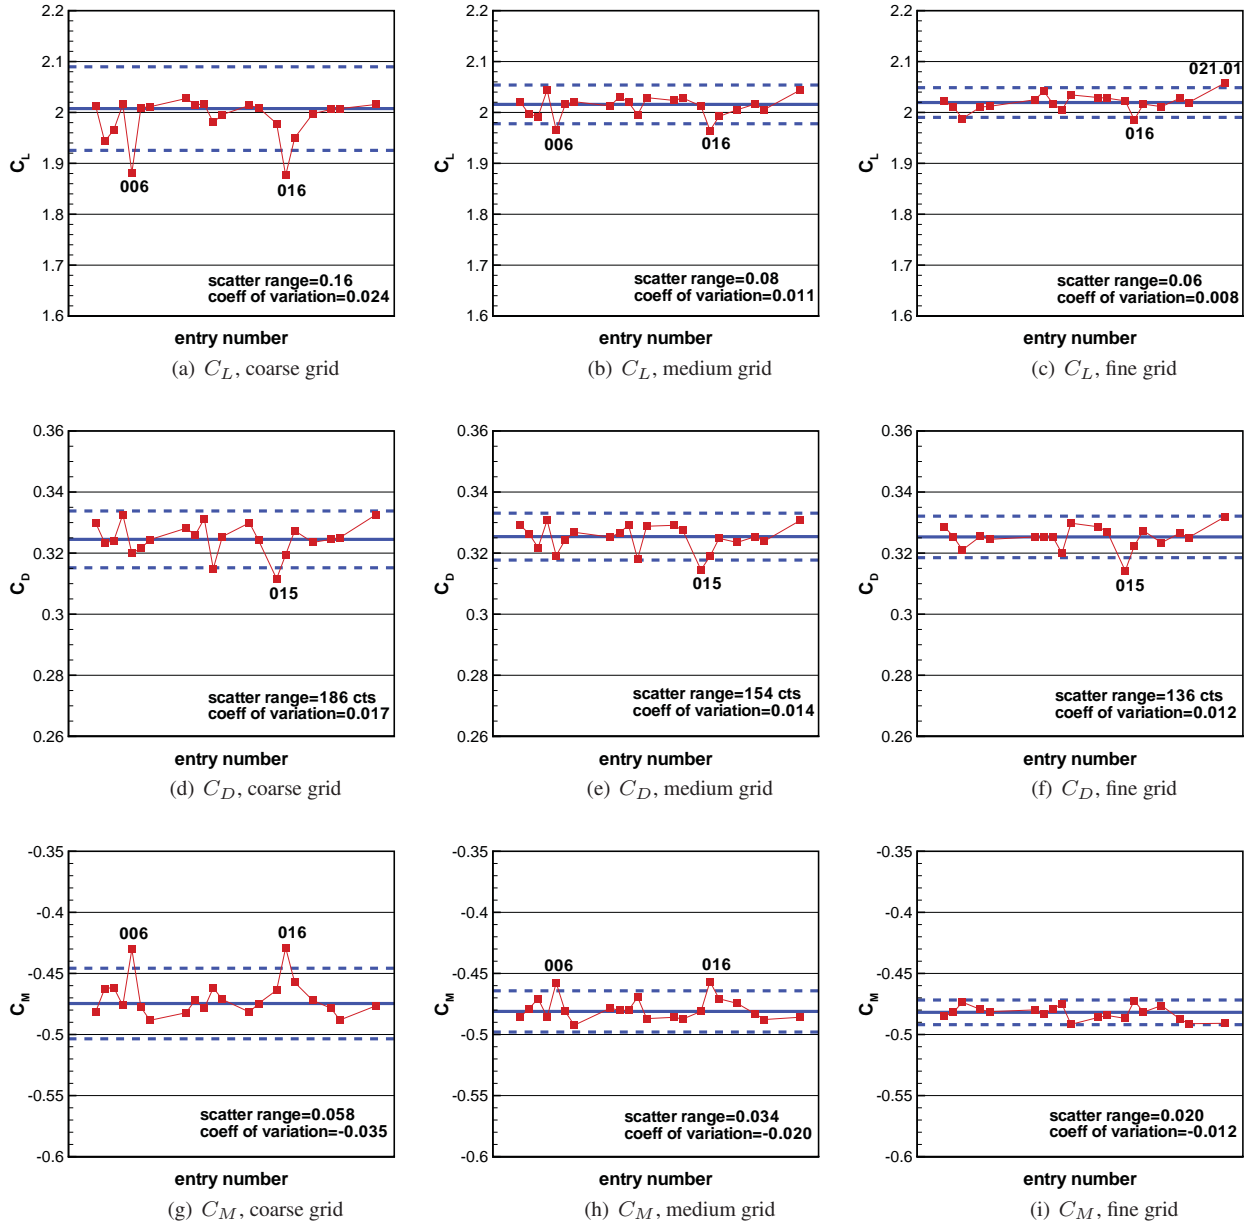 2.2
2.1
2
1.9
1.8
1.7
1.6
C_L
006
016
scatter range=0.16
coeff of variation=0.024
entry number
(a) C_L, coarse grid
2.2
2.1
2
1.9
1.8
1.7
1.6
C_L
006
016
scatter range=0.08
coeff of variation=0.011
entry number
(b) C_L, medium grid
2.2
2.1
2
1.9
1.8
1.7
1.6
C_L
021.01
016
scatter range=0.06
coeff of variation=0.008
entry number
(c) C_L, fine grid
0.36
0.34
0.32
0.3
0.28
0.26
C_D
015
scatter range=186 cts
coeff of variation=0.017
entry number
(d) C_D, coarse grid
0.36
0.34
0.32
0.3
0.28
0.26
C_D
015
scatter range=154 cts
coeff of variation=0.014
entry number
(e) C_D, medium grid
0.36
0.34
0.32
0.3
0.28
0.26
C_D
015
scatter range=136 cts
coeff of variation=0.012
entry number
(f) C_D, fine grid
-0.35
-0.4
-0.45
-0.5
-0.55
-0.6
C_M
006
016
scatter range=0.058
coeff of variation=-0.035
entry number
(g) C_M, coarse grid
-0.35
-0.4
-0.45
-0.5
-0.55
-0.6
C_M
006
016
scatter range=0.034
coeff of variation=-0.020
entry number
(h) C_M, medium grid
-0.35
-0.4
-0.45
-0.5
-0.55
-0.6
C_M
scatter range=0.020
coeff of variation=-0.012
entry number
(i) C_M, fine grid